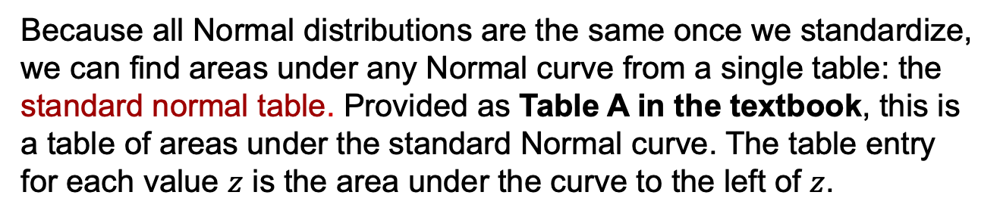 Because all Normal distributions are the same once we standardize,
we can find areas under any Normal curve from a single table: the
standard normal table. Provided as Table A in the textbook, this is
a table of areas under the standard Normal curve. The table entry
for each value z is the area under the curve to the left of z.